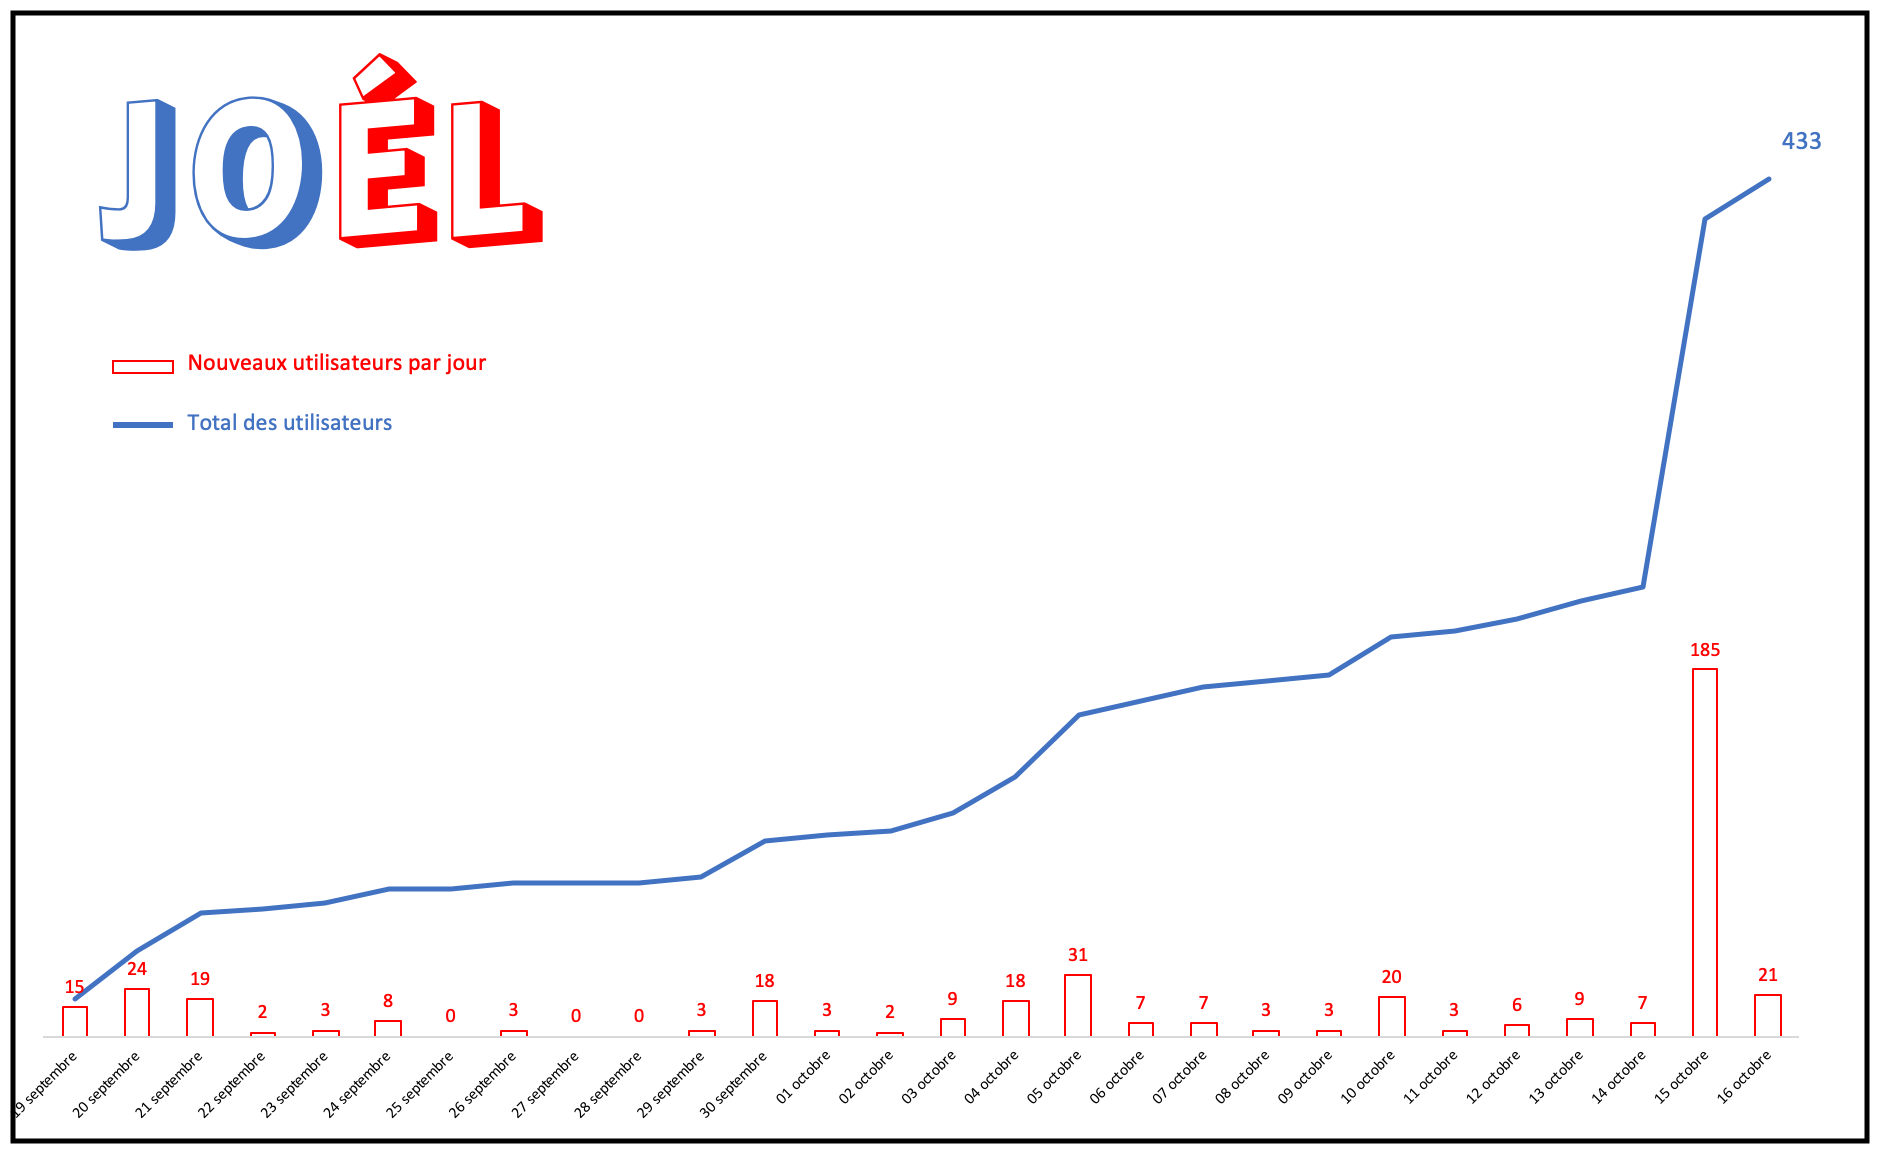 JOÉL
433
Nouveaux utilisateurs par jour
Total des utilisateurs
185
15 24 19 2 3 8 0 3 0 0 3 18 3 2 9 18 31 7 7 3 3 20 3 6 9 7 21
19 septembre
20 septembre
21 septembre
22 septembre
23 septembre
24 septembre
25 septembre
26 septembre
27 septembre
28 septembre
29 septembre
30 septembre
01 octobre
02 octobre
03 octobre
04 octobre
05 octobre
06 octobre
07 octobre
08 octobre
09 octobre
10 octobre
11 octobre
12 octobre
13 octobre
14 octobre
15 octobre
16 octobre